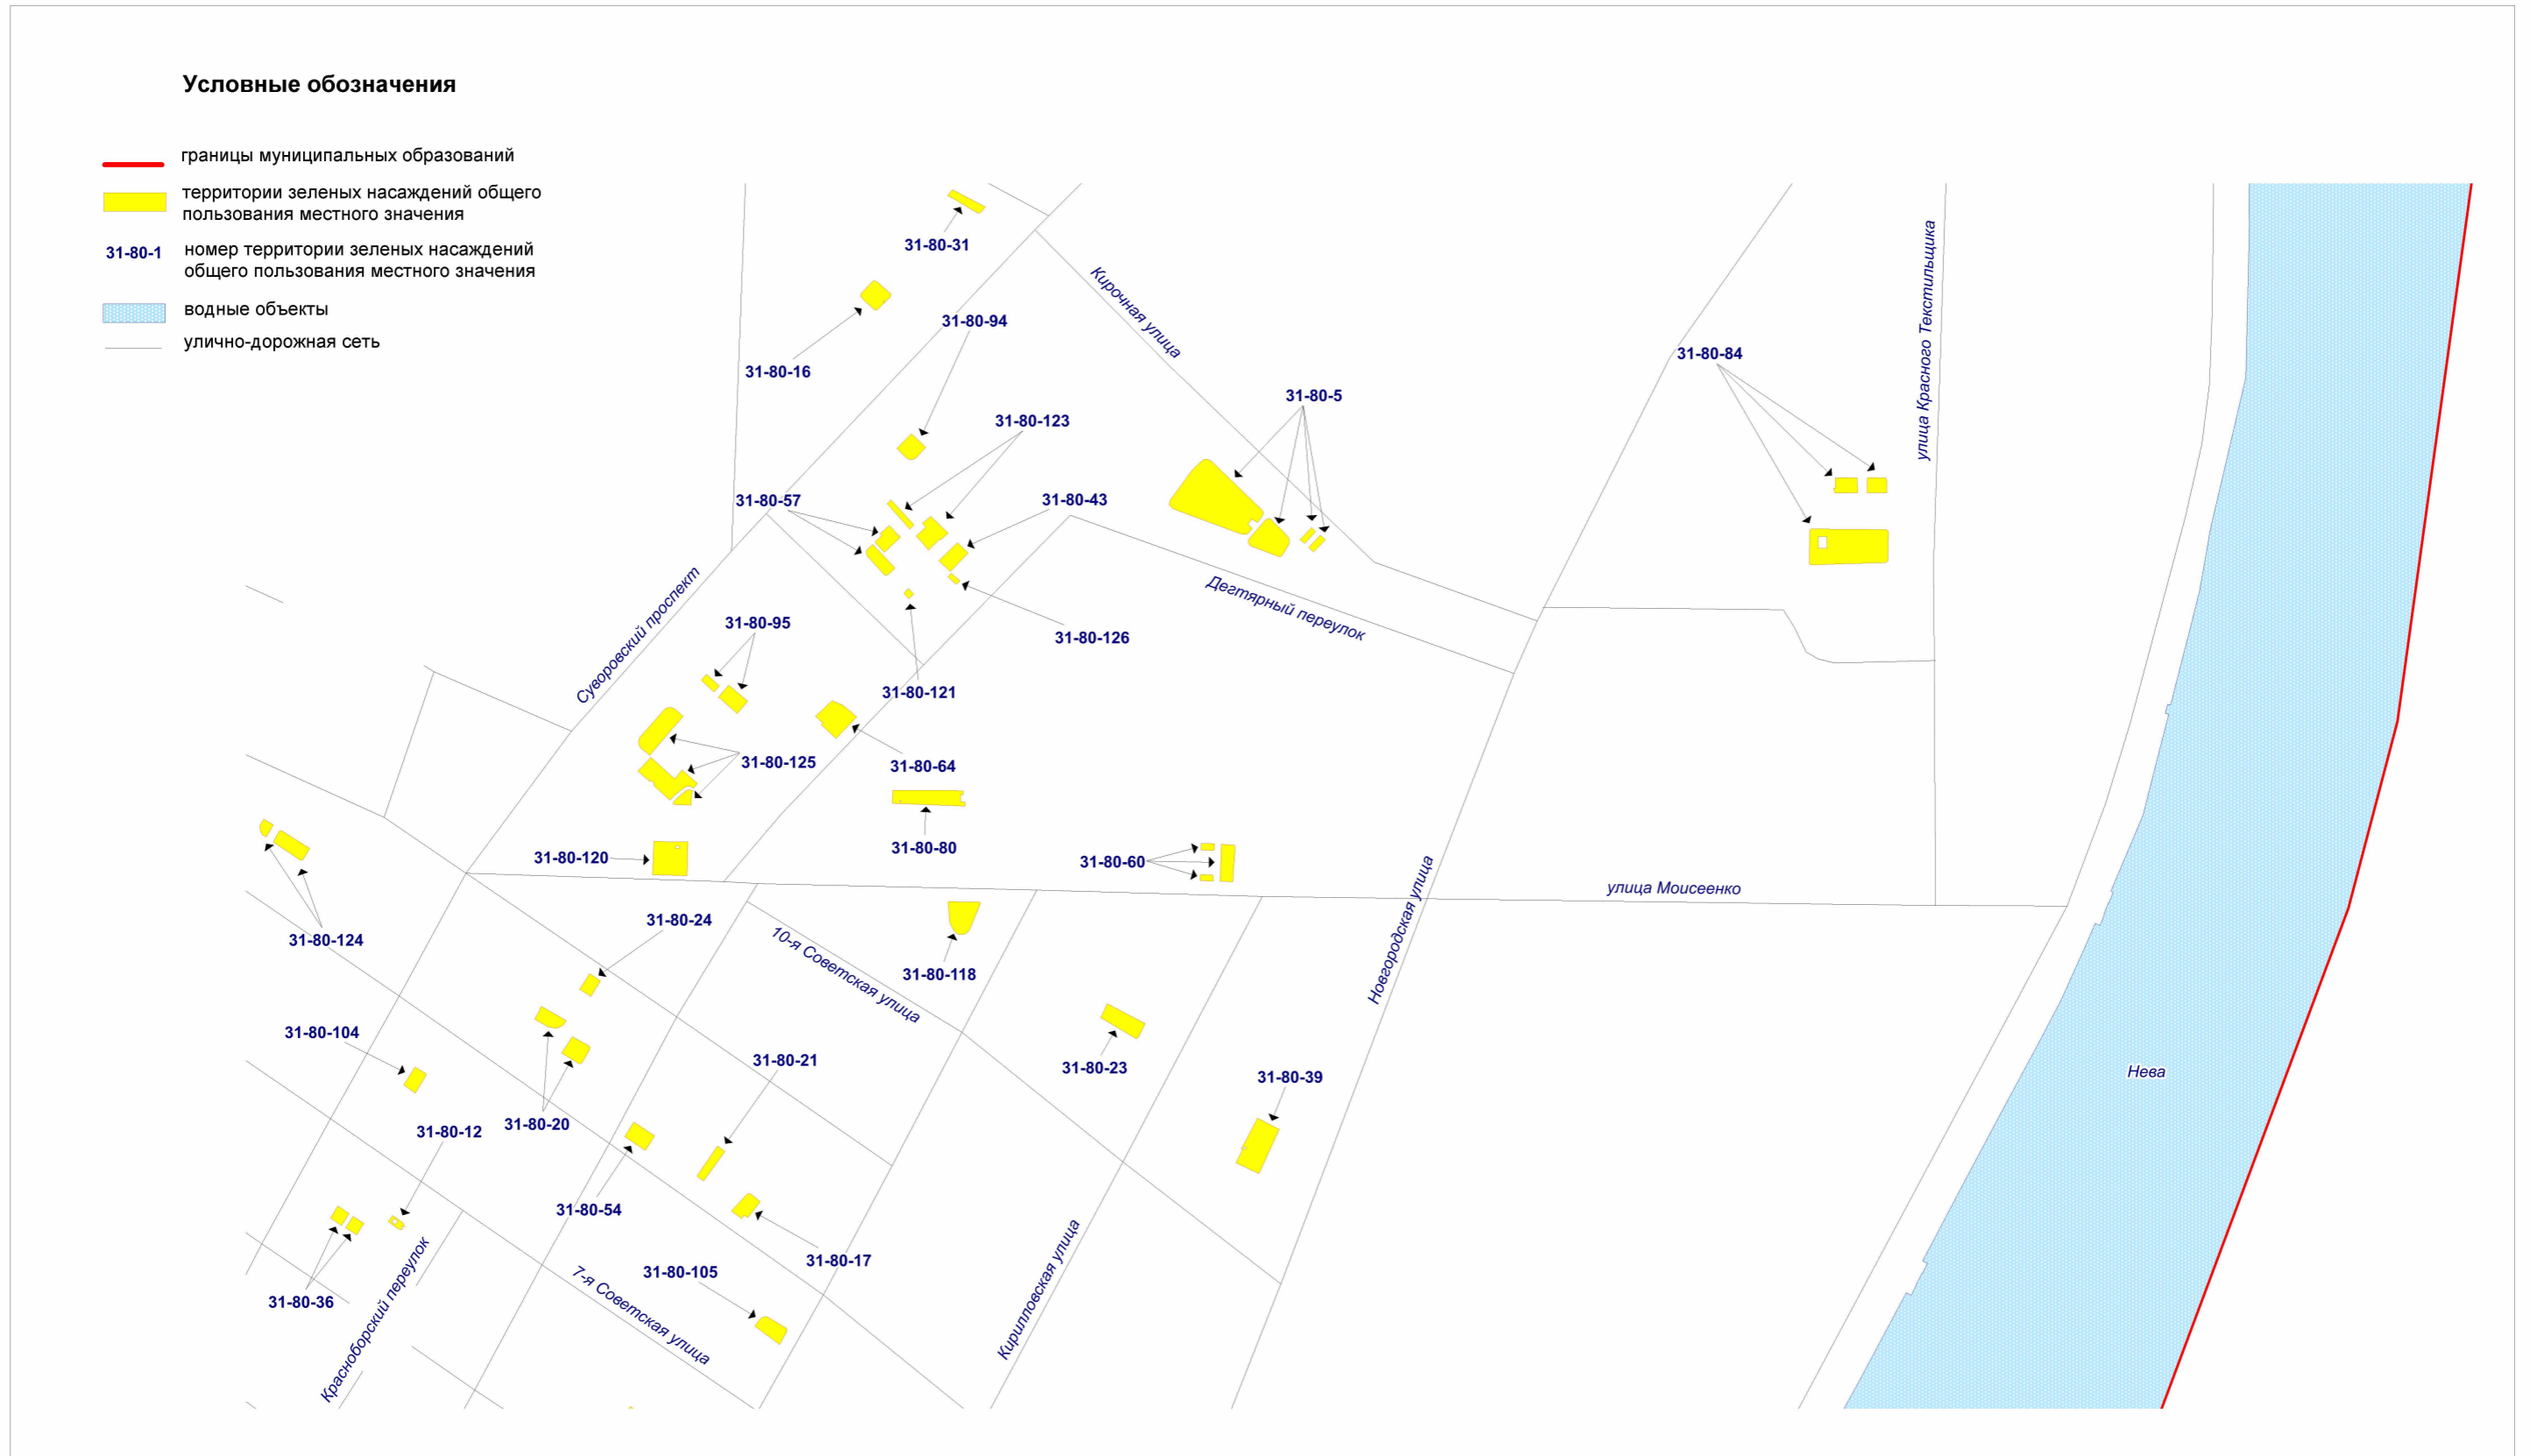 Условные обозначения
границы муниципальных образований
территории зеленых насаждений общего
пользования местного значения
31-80-1
номер территории зеленых насаждений
общего пользования местного значения
водные объекты
улично-дорожная сеть
31-80-31
Кирочная улица
улица Красного Текстильщика
31-80-94
31-80-84
31-80-16
31-80-5
31-80-123
31-80-57
31-80-43
Суворовский проспект
Дегтярный переулок
31-80-95
31-80-126
31-80-121
31-80-125
31-80-64
31-80-80
31-80-120
31-80-60
улица Моисеенко
Новгородская улица
31-80-24
31-80-124
10-я Советская улица
31-80-118
31-80-104
31-80-21
31-80-23
31-80-39
Нева
31-80-20
31-80-12
31-80-54
31-80-17
Кирилловская улица
31-80-105
31-80-36
Красноборский переулок
7-я Советская улица